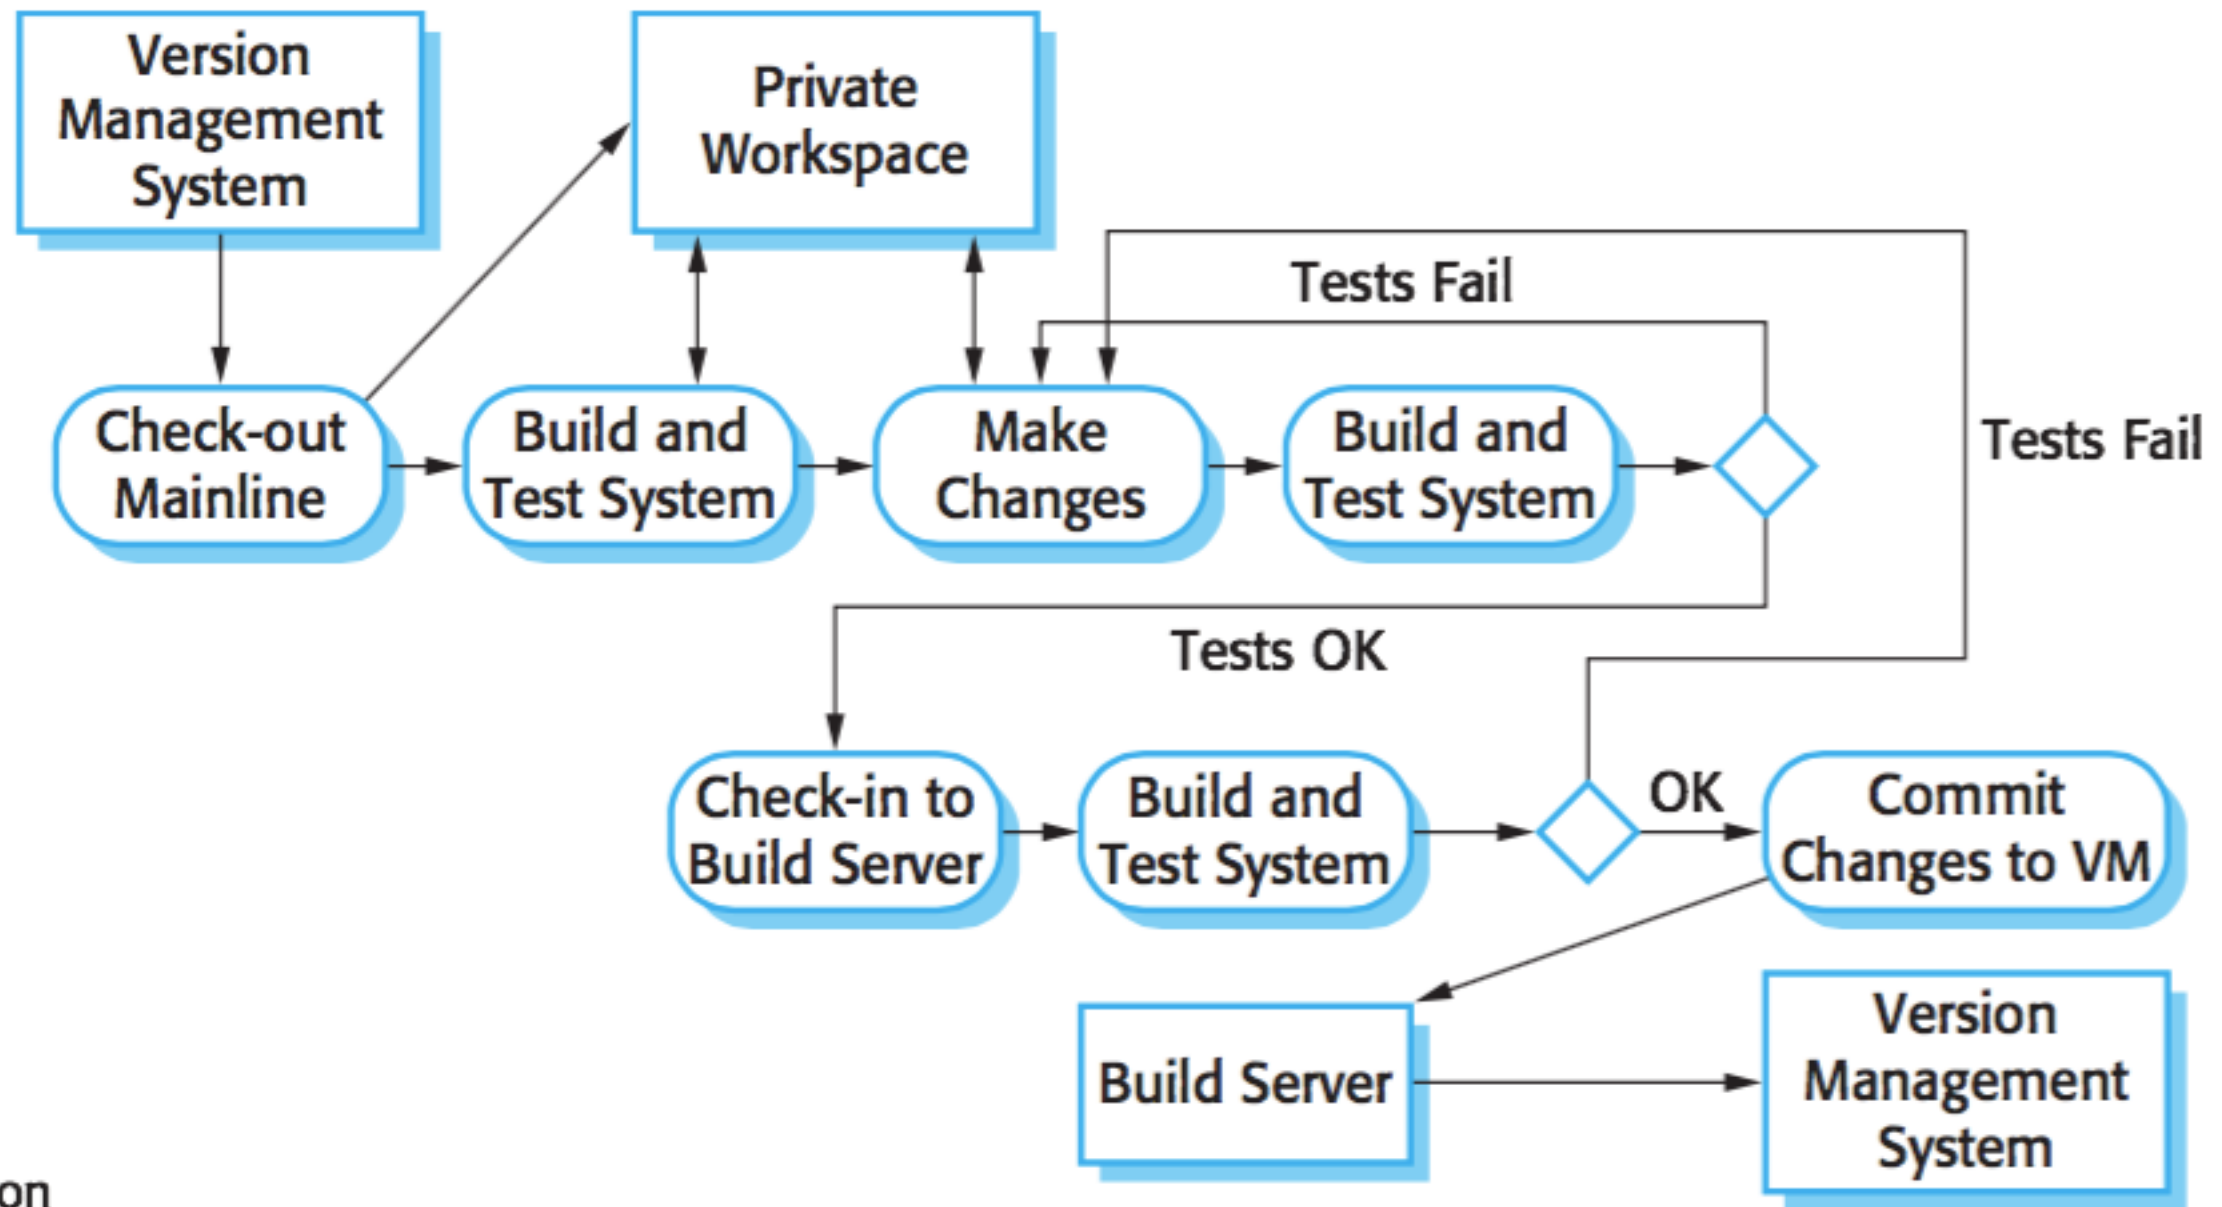 Version
Management
System
Private
Workspace
Tests Fail
Tests Fail
Check-out
Mainline
Build and
Test System
Make
Changes
Build and
Test System
Tests OK
Check-in to
Build Server
Build and
Test System
OK
Commit
Changes to VM
Build Server
Version
Management
System
on